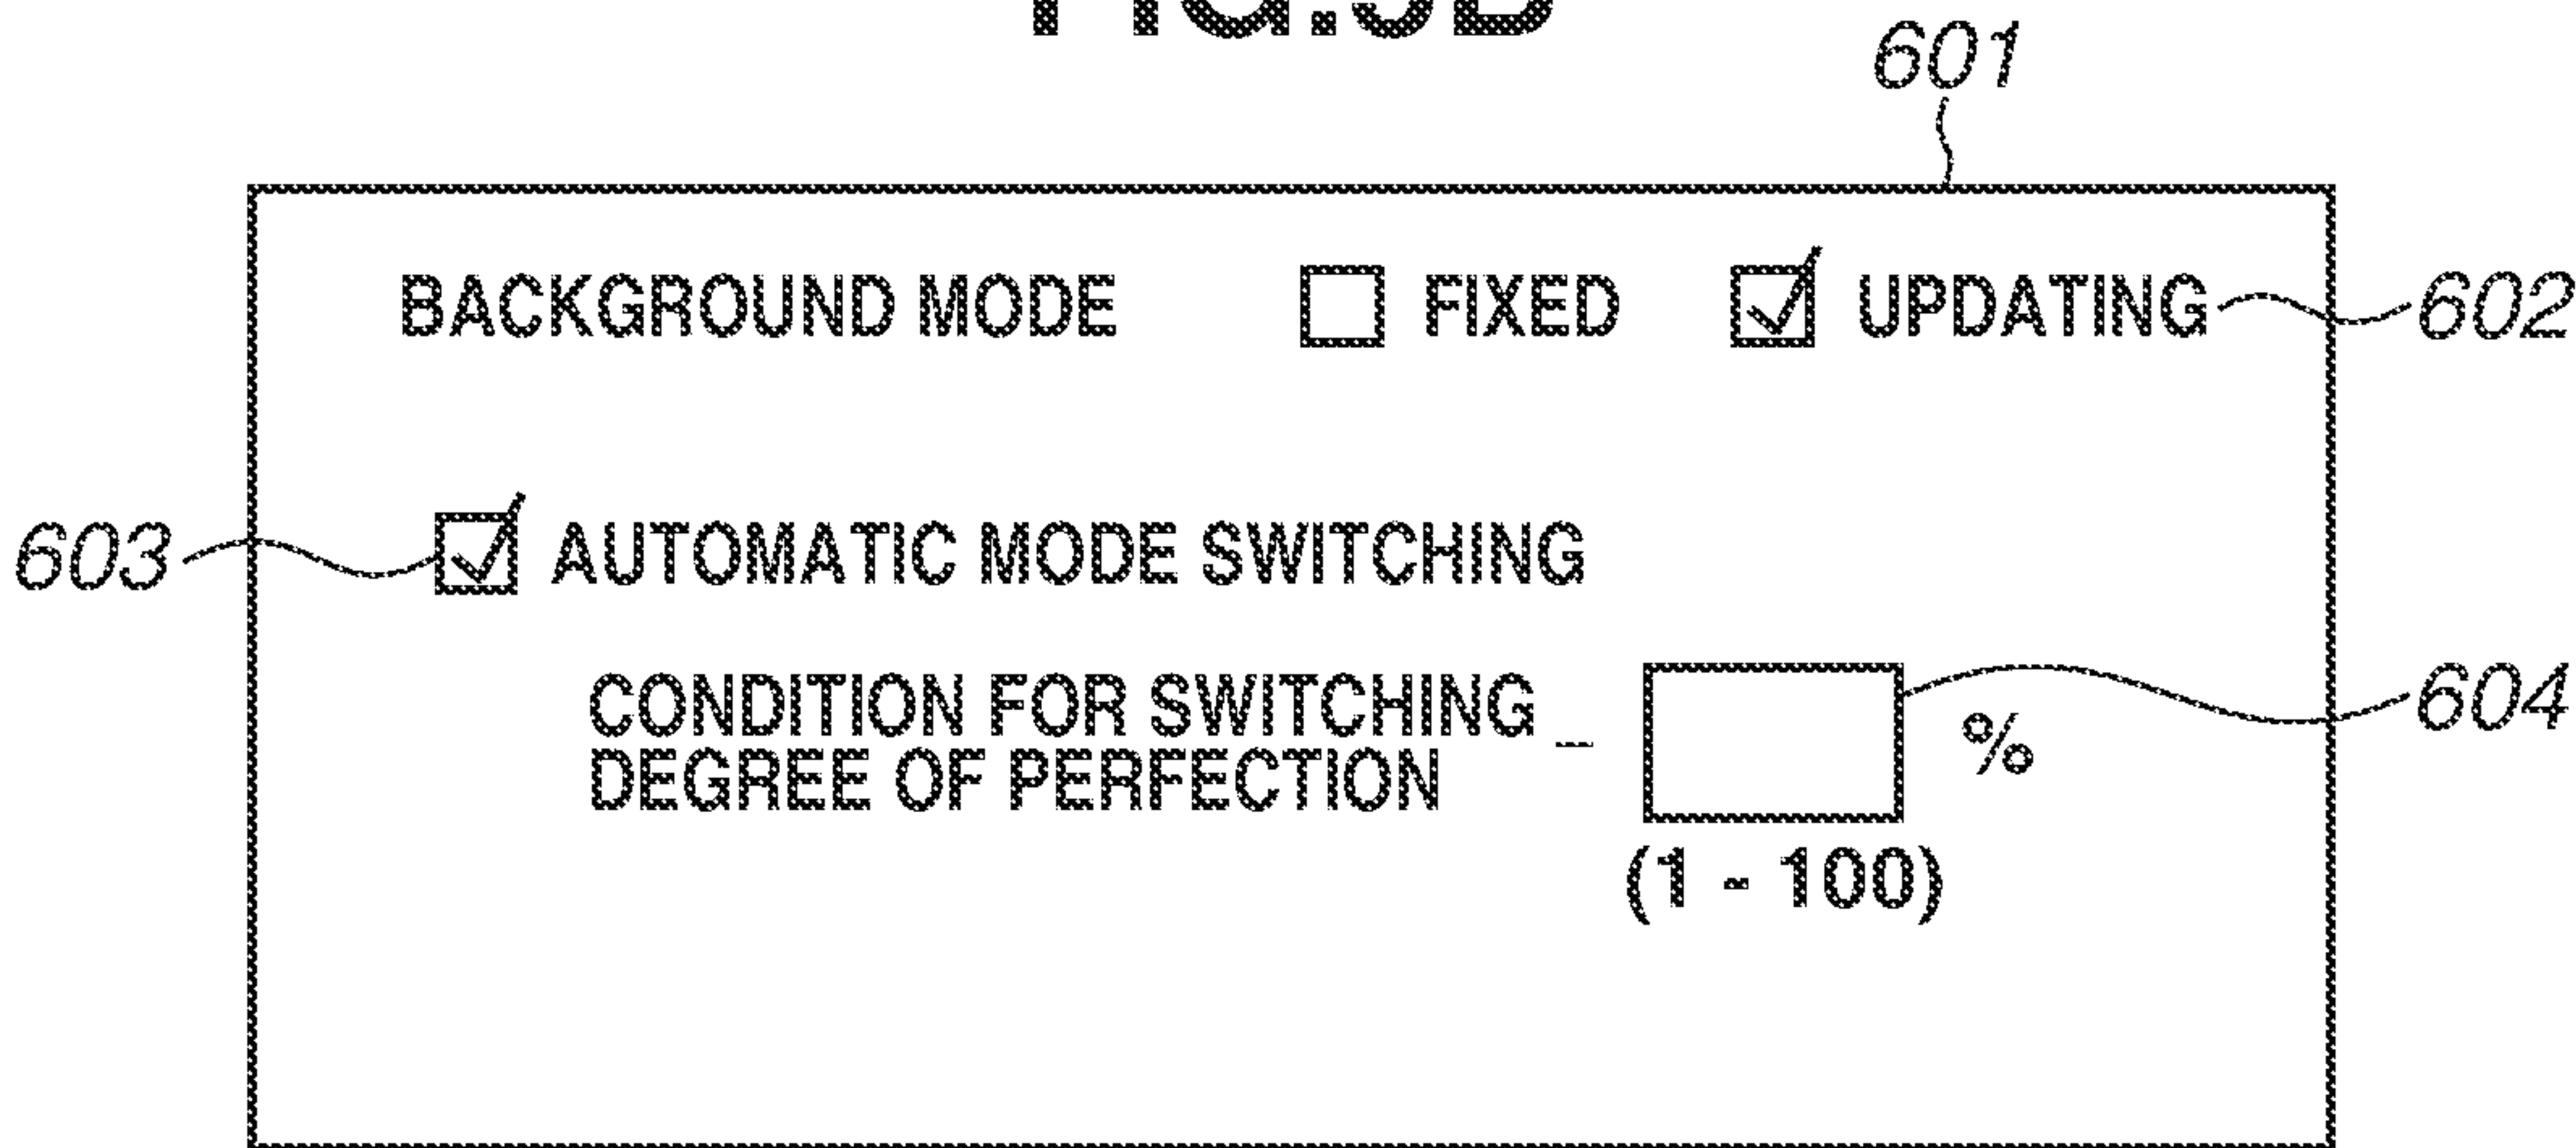 601
BACKGROUND MODE FIXED UPDATING 602
603 AUTOMATIC MODE SWITCHING
CONDITION FOR SWITCHING
DEGREE OF PERFECTION
% 604
(1 - 100)